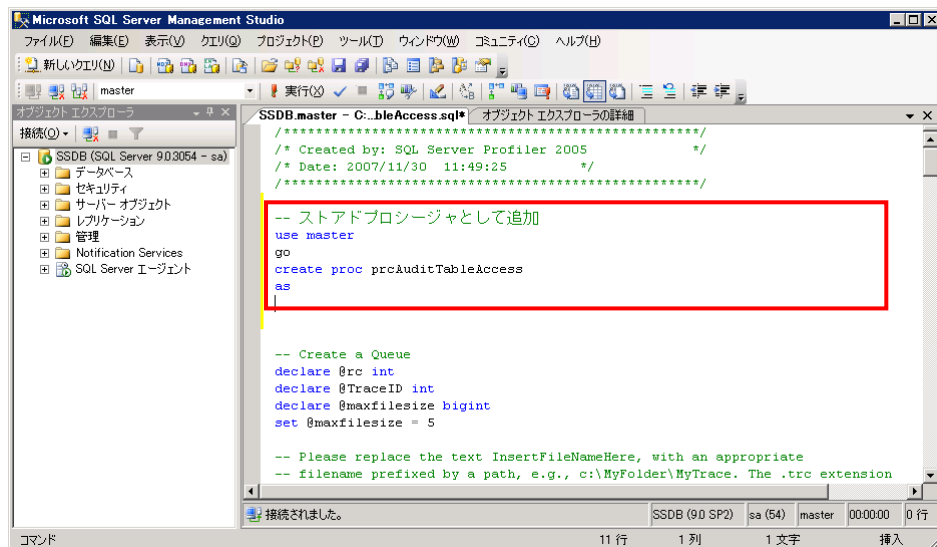 Microsoft SQL Server Management Studio
ファイル(F) 編集(E) 表示(V) クエリ(Q) プロジェクト(P) ツール(T) ウィンドウ(W) コミュニティ(C) ヘルプ(H)
新しいクエリ(N)
master 実行(X)
オブジェクト エクスプローラ
接続(O)
SSDB (SQL Server 9.0.3054 - sa)
データベース
セキュリティ
サーバー オブジェクト
レプリケーション
管理
Notification Services
SQL Server エージェント
SSDB.master - C:..bleAccess.sql* オブジェクト エクスプローラの詳細
/****************************************************/
/* Created by: SQL Server Profiler 2005 */
/* Date: 2007/11/30 11:49:25 */
/****************************************************/
-- ストアドプロシージャとして追加
use master
go
create proc prcAuditTableAccess
as
-- Create a Queue
declare @rc int
declare @TraceID int
declare @maxfilesize bigint
set @maxfilesize = 5
-- Please replace the text InsertFileNameHere, with an appropriate
-- filename prefixed by a path, e.g., c:\MyFolder\MyTrace. The .trc extension
接続されました。 SSDB (9.0 SP2) sa (54) master 00:00:00 0 行
コマンド 11 行 1 列 1 文字 挿入